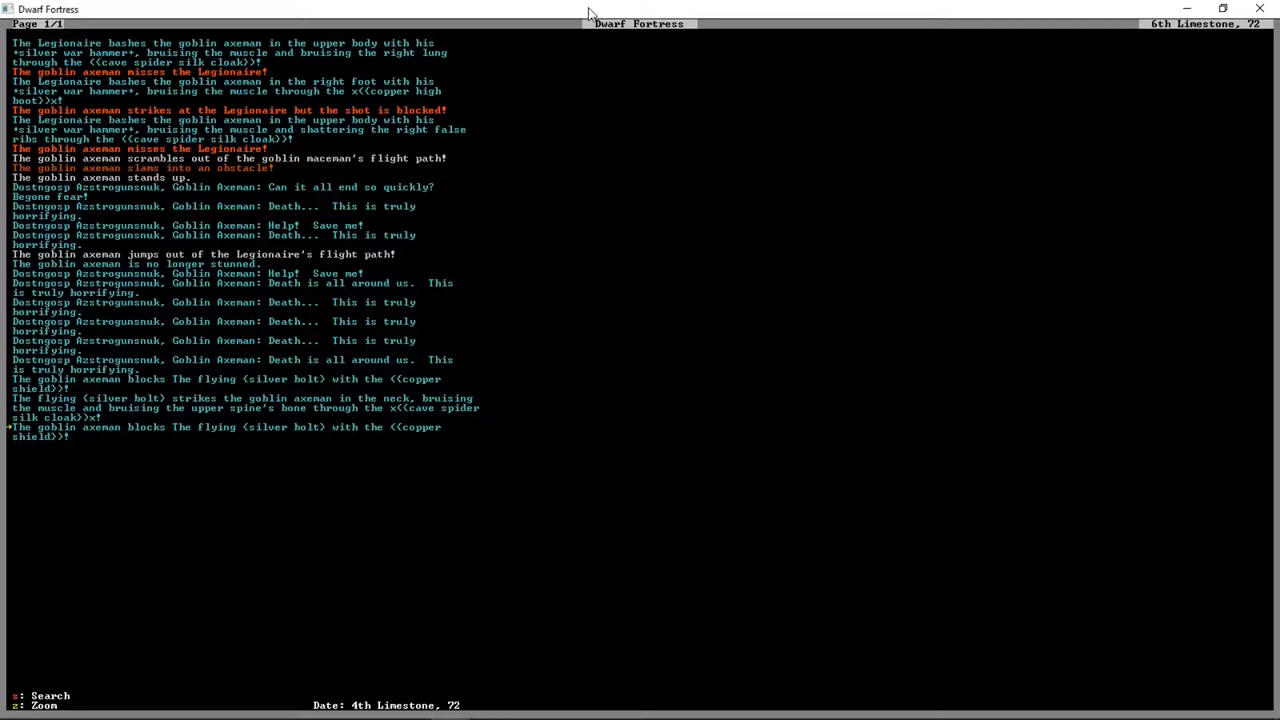 Dwarf Fortress
Page 1/1
Dwarf Fortress
6th Limestone, 72
The Legionaire bashes the goblin axeman in the upper body with his
+silver war hammer+, bruising the muscle and bruising the right lung
through the <<cave spider silk cloak>>!
The goblin axeman misses the Legionaire!
The Legionaire bashes the goblin axeman in the right foot with his
+silver war hammer+, bruising the muscle through the x<<copper high
boot>>x!
The goblin axeman strikes at the Legionaire but the shot is blocked!
The Legionaire bashes the goblin axeman in the upper body with his
+silver war hammer+, bruising the muscle and shattering the right false
ribs through the <<cave spider silk cloak>>!
The goblin axeman misses the Legionaire!
The goblin axeman scrambles out of the goblin maceman's flight path!
The goblin axeman slams into an obstacle!
The goblin axeman stands up.
Dostngosp Azstrogunsnuk, Goblin Axeman: Can it all end so quickly?
Begone fear!
Dostngosp Azstrogunsnuk, Goblin Axeman: Death...  This is truly
horrifying.
Dostngosp Azstrogunsnuk, Goblin Axeman: Help!  Save me!
Dostngosp Azstrogunsnuk, Goblin Axeman: Death...  This is truly
horrifying.
The goblin axeman jumps out of the Legionaire's flight path!
The goblin axeman is no longer stunned.
Dostngosp Azstrogunsnuk, Goblin Axeman: Help!  Save me!
Dostngosp Azstrogunsnuk, Goblin Axeman: Death is all around us.  This
is truly horrifying.
Dostngosp Azstrogunsnuk, Goblin Axeman: Death...  This is truly
horrifying.
Dostngosp Azstrogunsnuk, Goblin Axeman: Death...  This is truly
horrifying.
Dostngosp Azstrogunsnuk, Goblin Axeman: Death...  This is truly
horrifying.
Dostngosp Azstrogunsnuk, Goblin Axeman: Death is all around us.  This
is truly horrifying.
The goblin axeman blocks The flying {silver bolt} with the <<copper
shield>>!
The flying {silver bolt} strikes the goblin axeman in the neck, bruising
the muscle and bruising the upper spine's bone through the x<<cave spider
silk cloak>>x!
→The goblin axeman blocks The flying {silver bolt} with the <<copper
shield>>!
s: Search
z: Zoom
Date: 4th Limestone, 72